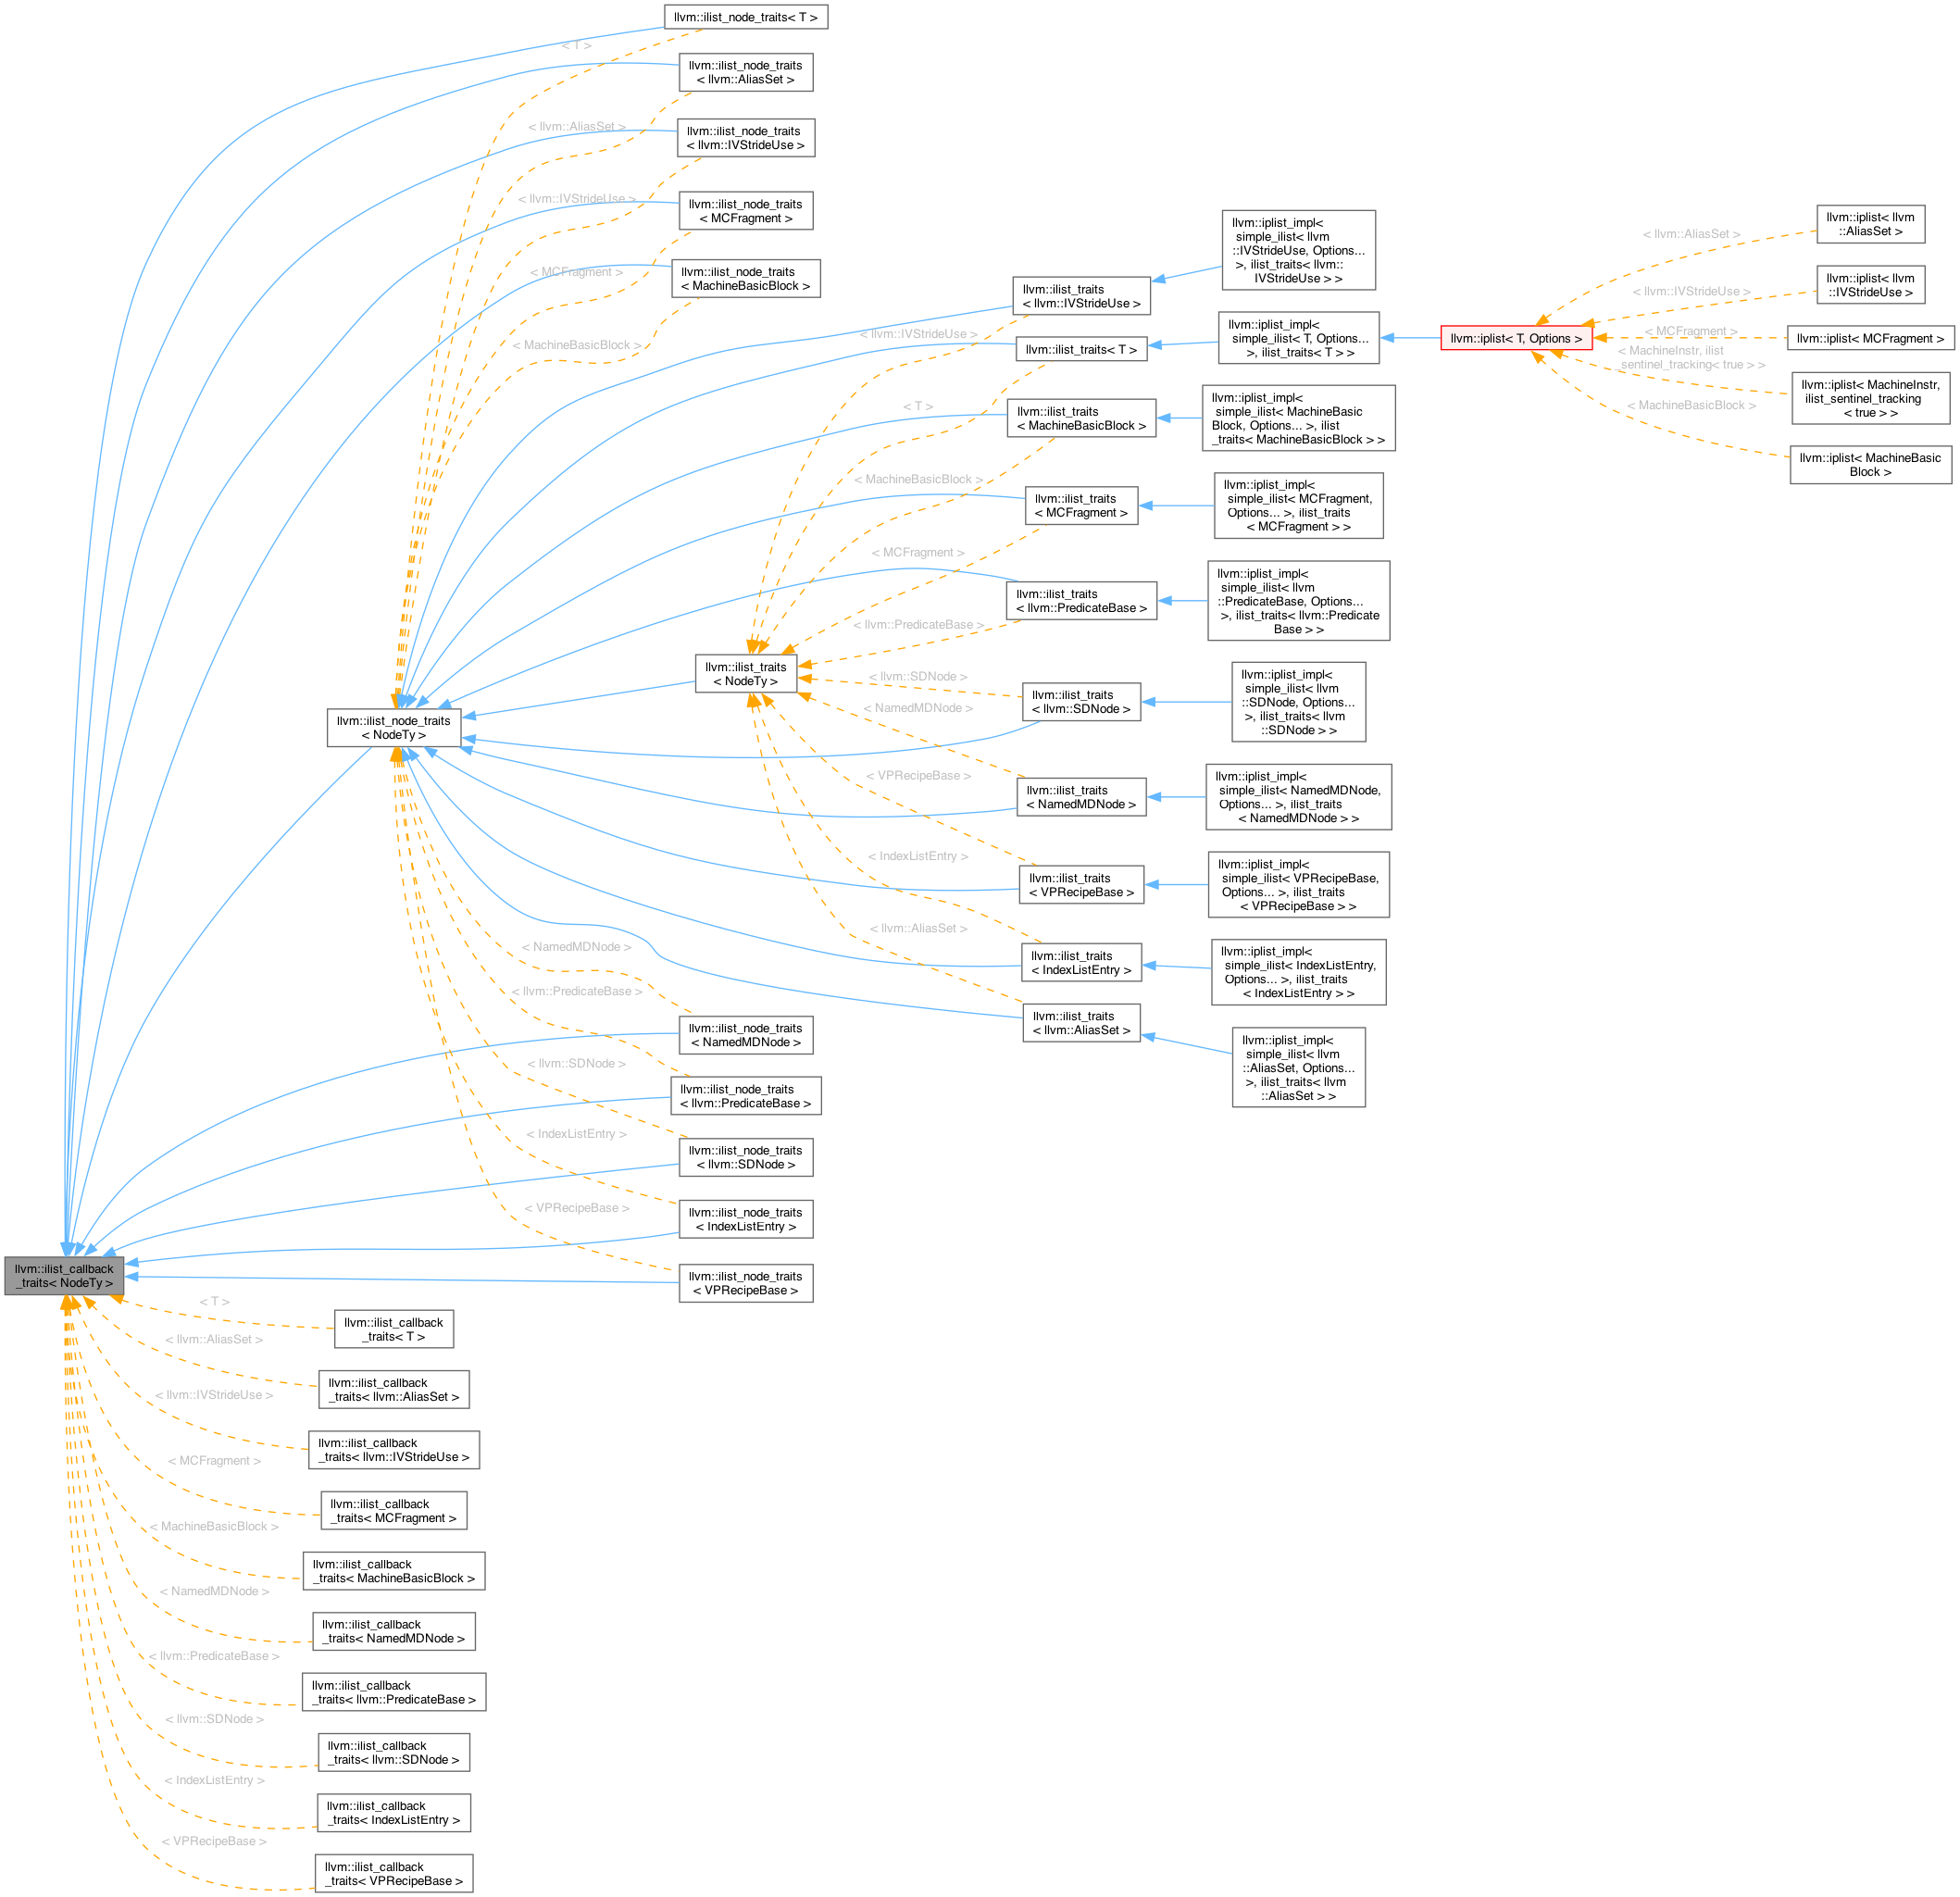 llvm::ilist_node_traits< T >
< T >
llvm::ilist_node_traits
< llvm::AliasSet >
< llvm::AliasSet >
llvm::ilist_node_traits
< llvm::IVStrideUse >
< llvm::IVStrideUse >
llvm::ilist_node_traits
< MCFragment >
< MCFragment >
llvm::ilist_node_traits
< MachineBasicBlock >
< MachineBasicBlock >
llvm::ilist_node_traits
< NodeTy >
< NamedMDNode >
llvm::ilist_node_traits
< NamedMDNode >
< llvm::PredicateBase >
llvm::ilist_node_traits
< llvm::PredicateBase >
< llvm::SDNode >
llvm::ilist_node_traits
< llvm::SDNode >
< IndexListEntry >
llvm::ilist_node_traits
< IndexListEntry >
< VPRecipeBase >
llvm::ilist_node_traits
< VPRecipeBase >
llvm::ilist_traits
< NodeTy >
< llvm::IVStrideUse >
llvm::ilist_traits
< llvm::IVStrideUse >
< T >
llvm::ilist_traits< T >
< MachineBasicBlock >
llvm::ilist_traits
< MachineBasicBlock >
< MCFragment >
llvm::ilist_traits
< MCFragment >
< llvm::PredicateBase >
llvm::ilist_traits
< llvm::PredicateBase >
< llvm::SDNode >
llvm::ilist_traits
< llvm::SDNode >
< NamedMDNode >
llvm::ilist_traits
< NamedMDNode >
< VPRecipeBase >
llvm::ilist_traits
< VPRecipeBase >
< IndexListEntry >
llvm::ilist_traits
< IndexListEntry >
< llvm::AliasSet >
llvm::ilist_traits
< llvm::AliasSet >
llvm::iplist_impl<
simple_ilist< llvm
::IVStrideUse, Options...
>, ilist_traits< llvm::
IVStrideUse > >
llvm::iplist_impl<
simple_ilist< T, Options...
>, ilist_traits< T > >
llvm::iplist_impl<
simple_ilist< MachineBasic
Block, Options... >, ilist
_traits< MachineBasicBlock > >
llvm::iplist_impl<
simple_ilist< MCFragment,
Options... >, ilist_traits
< MCFragment > >
llvm::iplist_impl<
simple_ilist< llvm
::PredicateBase, Options...
>, ilist_traits< llvm::Predicate
Base > >
llvm::iplist_impl<
simple_ilist< llvm
::SDNode, Options...
>, ilist_traits< llvm
::SDNode > >
llvm::iplist_impl<
simple_ilist< NamedMDNode,
Options... >, ilist_traits
< NamedMDNode > >
llvm::iplist_impl<
simple_ilist< VPRecipeBase,
Options... >, ilist_traits
< VPRecipeBase > >
llvm::iplist_impl<
simple_ilist< IndexListEntry,
Options... >, ilist_traits
< IndexListEntry > >
llvm::iplist_impl<
simple_ilist< llvm
::AliasSet, Options...
>, ilist_traits< llvm
::AliasSet > >
llvm::iplist< T, Options >
< llvm::AliasSet >
llvm::iplist< llvm
::AliasSet >
< llvm::IVStrideUse >
llvm::iplist< llvm
::IVStrideUse >
< MCFragment >
llvm::iplist< MCFragment >
< MachineInstr, ilist
sentinel_tracking< true > >
llvm::iplist< MachineInstr,
ilist_sentinel_tracking
< true > >
< MachineBasicBlock >
llvm::iplist< MachineBasic
Block >
llvm::ilist_callback
_traits< NodeTy >
< T >
llvm::ilist_callback
_traits< T >
< llvm::AliasSet >
llvm::ilist_callback
_traits< llvm::AliasSet >
< llvm::IVStrideUse >
llvm::ilist_callback
_traits< llvm::IVStrideUse >
< MCFragment >
llvm::ilist_callback
_traits< MCFragment >
< MachineBasicBlock >
llvm::ilist_callback
_traits< MachineBasicBlock >
< NamedMDNode >
llvm::ilist_callback
_traits< NamedMDNode >
< llvm::PredicateBase >
llvm::ilist_callback
_traits< llvm::PredicateBase >
< llvm::SDNode >
llvm::ilist_callback
_traits< llvm::SDNode >
< IndexListEntry >
llvm::ilist_callback
_traits< IndexListEntry >
< VPRecipeBase >
llvm::ilist_callback
_traits< VPRecipeBase >